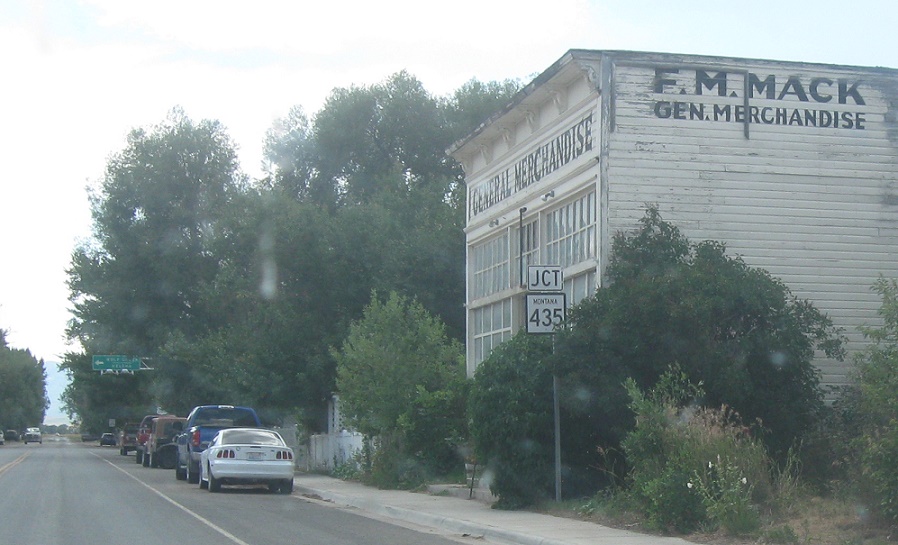 F.M. MACK
GEN. MERCHANDISE
GENERAL MERCHANDISE
JCT
MONTANA
435